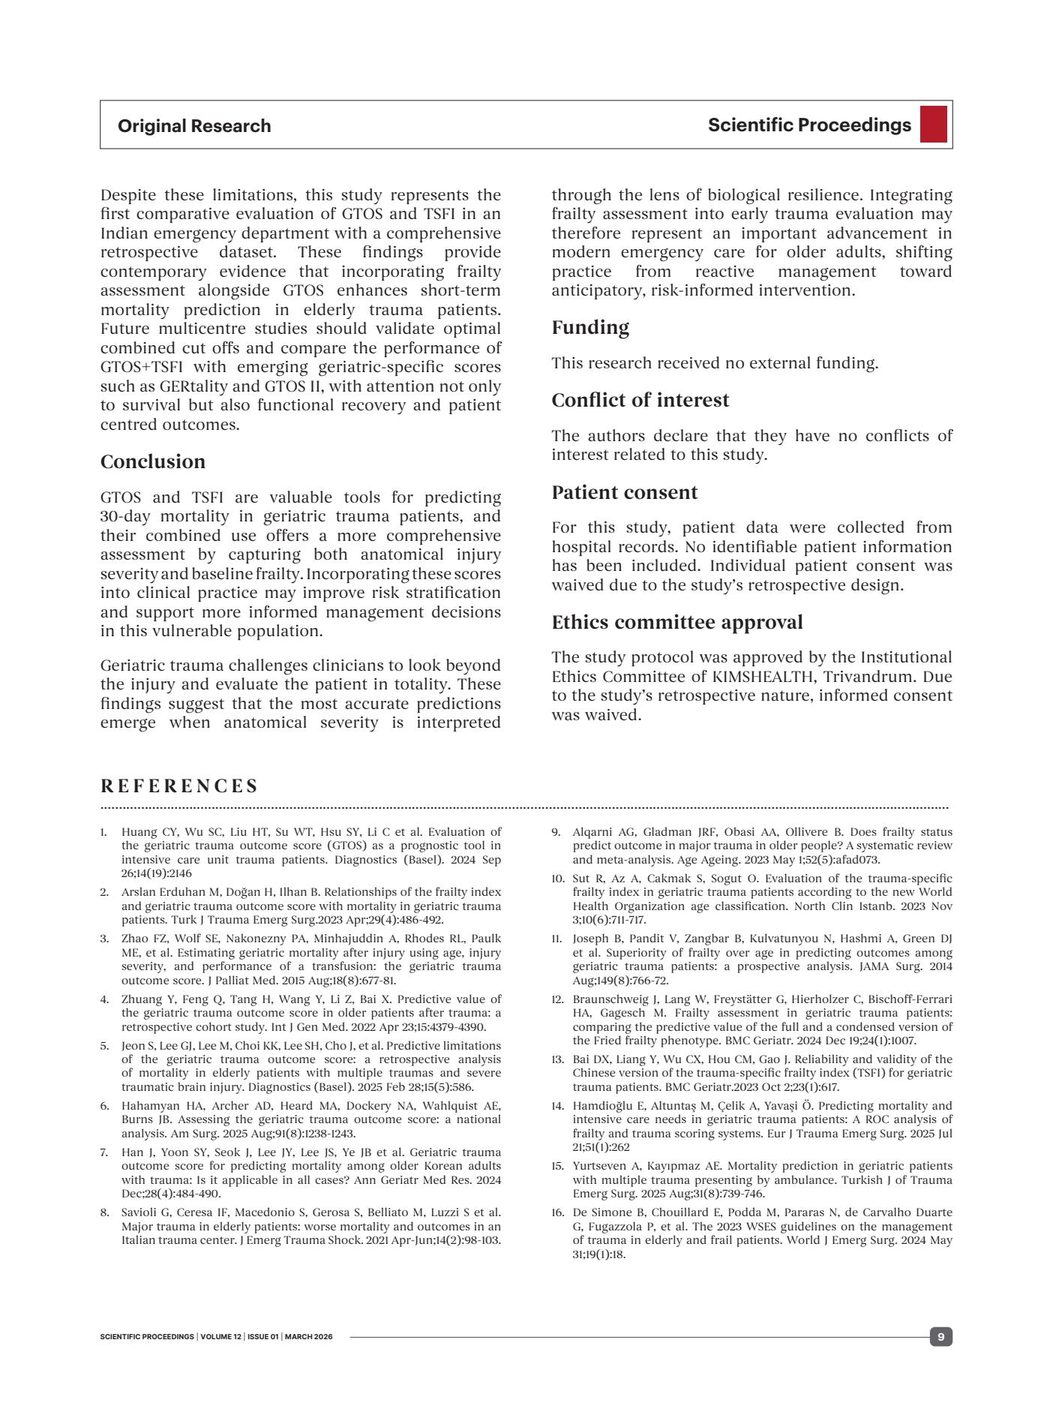 Original Research
Scientific Proceedings
Despite these limitations, this study represents the
first comparative evaluation of GTOS and TSFI in an
Indian emergency department with a comprehensive
retrospective dataset. These findings provide
contemporary evidence that incorporating frailty
assessment alongside GTOS enhances short-term
mortality prediction in elderly trauma patients.
Future multicentre studies should validate optimal
combined cut offs and compare the performance of
GTOS+TSFI with emerging geriatric-specific scores
such as GERtality and GTOS II, with attention not only
to survival but also functional recovery and patient
centred outcomes.
Conclusion
GTOS and TSFI are valuable tools for predicting
30-day mortality in geriatric trauma patients, and
their combined use offers a more comprehensive
assessment by capturing both anatomical injury
severity and baseline frailty. Incorporating these scores
into clinical practice may improve risk stratification
and support more informed management decisions
in this vulnerable population.
Geriatric trauma challenges clinicians to look beyond
the injury and evaluate the patient in totality. These
findings suggest that the most accurate predictions
emerge when anatomical severity is interpreted
through the lens of biological resilience. Integrating
frailty assessment into early trauma evaluation may
therefore represent an important advancement in
modern emergency care for older adults, shifting
practice from reactive management toward
anticipatory, risk-informed intervention.
Funding
This research received no external funding.
Conflict of interest
The authors declare that they have no conflicts of
interest related to this study.
Patient consent
For this study, patient data were collected from
hospital records. No identifiable patient information
has been included. Individual patient consent was
waived due to the study's retrospective design.
Ethics committee approval
The study protocol was approved by the Institutional
Ethics Committee of KIMSHEALTH, Trivandrum. Due
to the study's retrospective nature, informed consent
was waived.
REFERENCES
1. Huang CY, Wu SC, Liu HT, Su WT, Hsu SY, Li C et al. Evaluation of
the geriatric trauma outcome score (GTOS) as a prognostic tool in
intensive care unit trauma patients. Diagnostics (Basel). 2024 Sep
26;14(19):2146
2. Arslan Erduhan M, Doğan H, Ilhan B. Relationships of the frailty index
and geriatric trauma outcome score with mortality in geriatric trauma
patients. Turk J Trauma Emerg Surg.2023 Apr;29(4):486-492.
3. Zhao FZ, Wolf SE, Nakonezny PA, Minhajuddin A, Rhodes RL, Paulk
ME, et al. Estimating geriatric mortality after injury using age, injury
severity, and performance of a transfusion: the geriatric trauma
outcome score. J Palliat Med. 2015 Aug;18(8):677-81.
4. Zhuang Y, Feng Q, Tang H, Wang Y, Li Z, Bai X. Predictive value of
the geriatric trauma outcome score in older patients after trauma: a
retrospective cohort study. Int J Gen Med. 2022 Apr 23;15:4379-4390.
5. Jeon S, Lee GJ, Lee M, Choi KK, Lee SH, Cho J, et al. Predictive limitations
of the geriatric trauma outcome score: a retrospective analysis
of mortality in elderly patients with multiple traumas and severe
traumatic brain injury. Diagnostics (Basel). 2025 Feb 28;15(5):586.
6. Hahamyan HA, Archer AD, Heard MA, Dockery NA, Wahlquist AE,
Burns JB. Assessing the geriatric trauma outcome score: a national
analysis. Am Surg. 2025 Aug;91(8):1238-1243.
7. Han J, Yoon SY, Seok J, Lee JY, Lee JS, Ye JB et al. Geriatric trauma
outcome score for predicting mortality among older Korean adults
with trauma: Is it applicable in all cases? Ann Geriatr Med Res. 2024
Dec;28(4):484-490.
8. Savioli G, Ceresa IF, Macedonio S, Gerosa S, Belliato M, Luzzi S et al.
Major trauma in elderly patients: worse mortality and outcomes in an
Italian trauma center. J Emerg Trauma Shock. 2021 Apr-Jun;14(2):98-103.
9. Alqarni AG, Gladman JRF, Obasi AA, Ollivere B. Does frailty status
predict outcome in major trauma in older people? A systematic review
and meta-analysis. Age Ageing. 2023 May 1;52(5):afad073.
10. Sut R, Az A, Cakmak S, Sogut O. Evaluation of the trauma-specific
frailty index in geriatric trauma patients according to the new World
Health Organization age classification. North Clin Istanb. 2023 Nov
3;10(6):711-717.
11. Joseph B, Pandit V, Zangbar B, Kulvatunyou N, Hashmi A, Green DJ
et al. Superiority of frailty over age in predicting outcomes among
geriatric trauma patients: a prospective analysis. JAMA Surg. 2014
Aug;149(8):766-72.
12. Braunschweig J, Lang W, Freystätter G, Hierholzer C, Bischoff-Ferrari
HA, Gagesch M. Frailty assessment in geriatric trauma patients:
comparing the predictive value of the full and a condensed version of
the Fried frailty phenotype. BMC Geriatr. 2024 Dec 19;24(1):1007.
13. Bai DX, Liang Y, Wu CX, Hou CM, Gao J. Reliability and validity of the
Chinese version of the trauma-specific frailty index (TSFI) for geriatric
trauma patients. BMC Geriatr.2023 Oct 2;23(1):617.
14. Hamdioğlu E, Altuntaş M, Çelik A, Yavaşi Ö. Predicting mortality and
intensive care needs in geriatric trauma patients: A ROC analysis of
frailty and trauma scoring systems. Eur J Trauma Emerg Surg. 2025 Jul
21;51(1):262
15. Yurtseven A, Kayıpmaz AE. Mortality prediction in geriatric patients
with multiple trauma presenting by ambulance. Turkish J of Trauma
Emerg Surg. 2025 Aug;31(8):739-746.
16. De Simone B, Chouillard E, Podda M, Pararas N, de Carvalho Duarte
G, Fugazzola P, et al. The 2023 WSES guidelines on the management
of trauma in elderly and frail patients. World J Emerg Surg. 2024 May
31;19(1):18.
SCIENTIFIC PROCEEDINGS | VOLUME 12 | ISSUE 01 | MARCH 2026
9